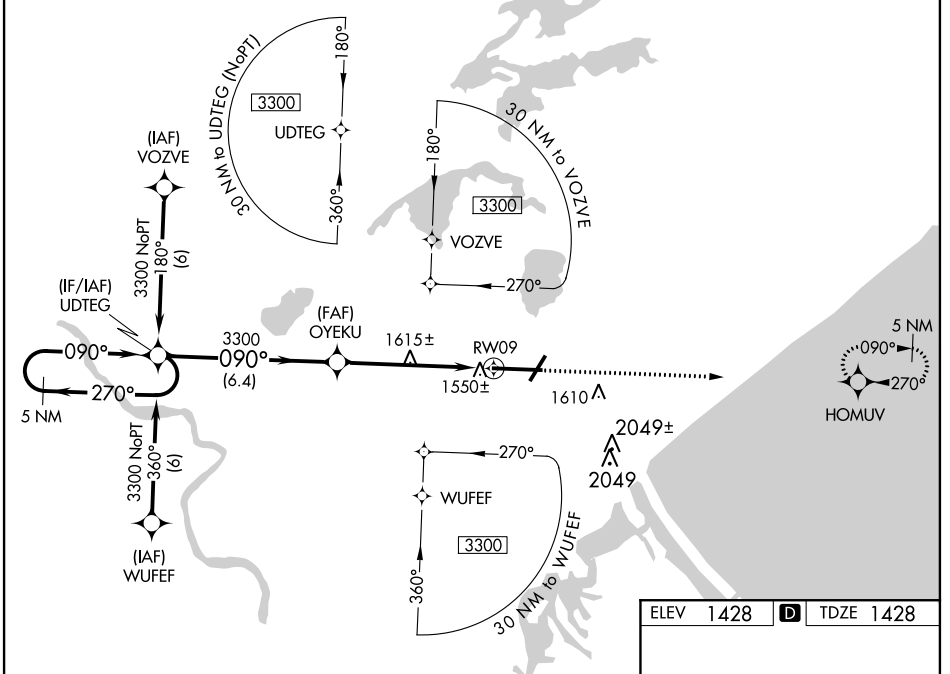 30 NM to UDTEG (NoPT)
180°
3300
UDTEG
360°
30 NM to VOZVE
180°
3300
VOZVE
270°
(IAF)
VOZVE
3300 NoPT
180°
(6)
(IF/IAF)
UDTEG
090°
270°
5 NM
3300
090°
(6.4)
(FAF)
OYEKU
1615±
1550±
RW09
1610
2049±
2049
5 NM
090°
270°
HOMUV
3300 NoPT
360°
(6)
(IAF)
WUFEF
270°
WUFEF
3300
360°
30 NM to WUFEF
ELEV 1428 D TDZE 1428